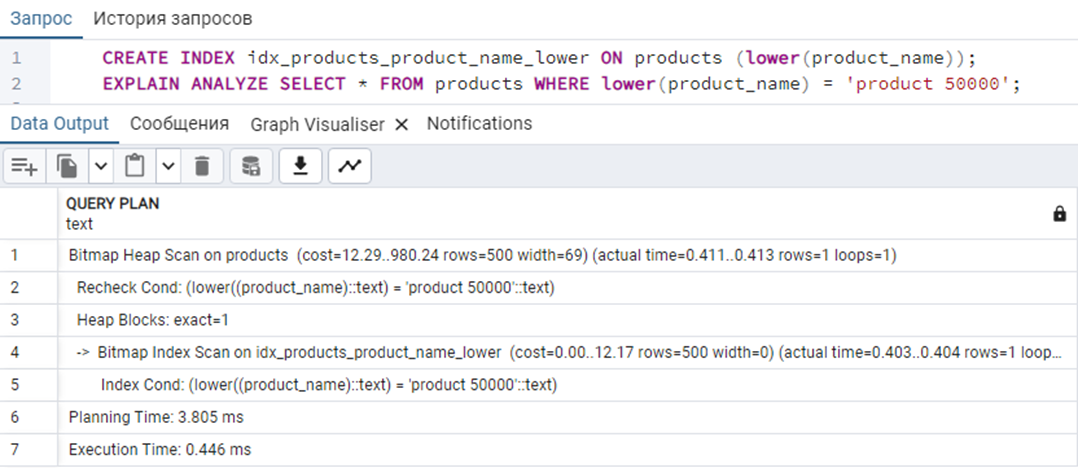 Запрос История запросов
1 CREATE INDEX idx_products_product_name_lower ON products (lower(product_name));
2 EXPLAIN ANALYZE SELECT * FROM products WHERE lower(product_name) = 'product 50000';
Data Output Сообщения Graph Visualiser × Notifications
QUERY PLAN
text
1 Bitmap Heap Scan on products (cost=12.29..980.24 rows=500 width=69) (actual time=0.411..0.413 rows=1 loops=1)
2 Recheck Cond: (lower((product_name)::text) = 'product 50000'::text)
3 Heap Blocks: exact=1
4 -> Bitmap Index Scan on idx_products_product_name_lower (cost=0.00..12.17 rows=500 width=0) (actual time=0.403..0.404 rows=1 loop...
5 Index Cond: (lower((product_name)::text) = 'product 50000'::text)
6 Planning Time: 3.805 ms
7 Execution Time: 0.446 ms